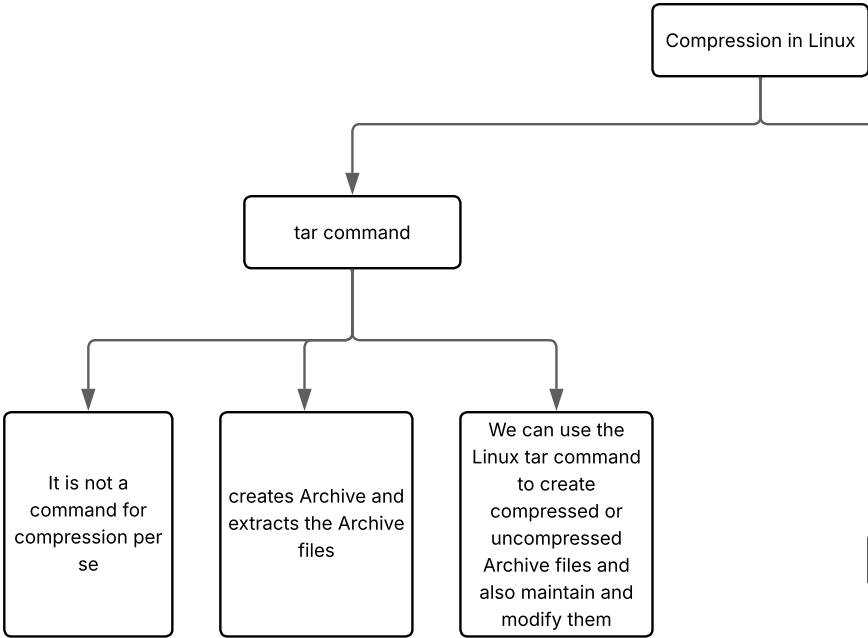 Compression in Linux
tar command
It is not a
command for
compression per
se
creates Archive and
extracts the Archive
files
We can use the
Linux tar command
to create
compressed or
uncompressed
Archive files and
also maintain and
modify them